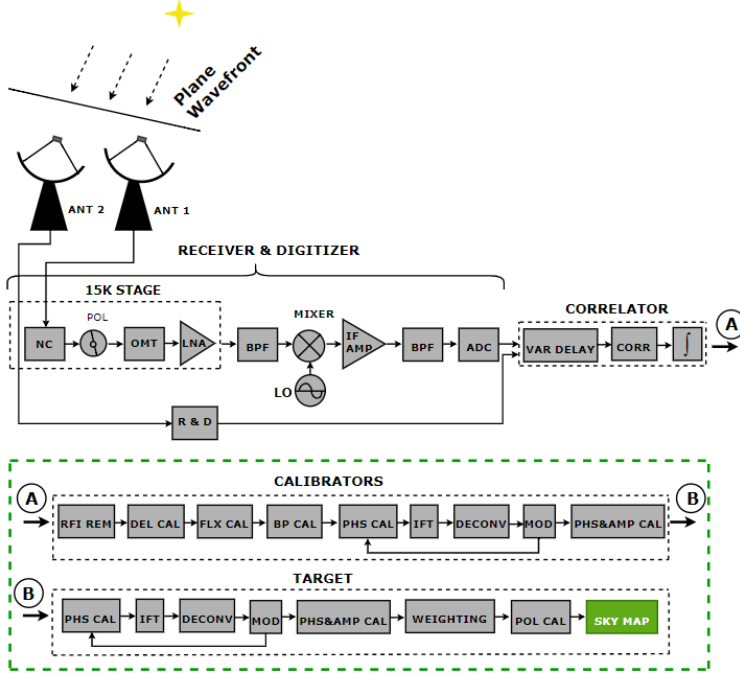 Plane
Wavefront
ANT 2
ANT 1
RECEIVER & DIGITIZER
15K STAGE
POL
NC
OMT
LNA
BPF
MIXER
LO
IF
AMP
BPF
ADC
CORRELATOR
VAR DELAY
CORR
∫
A
R & D
CALIBRATORS
A
RFI REM
DEL CAL
FLX CAL
BP CAL
PHS CAL
IFT
DECONV
MOD
PHS&AMP CAL
B
TARGET
B
PHS CAL
IFT
DECONV
MOD
PHS&AMP CAL
WEIGHTING
POL CAL
SKY MAP